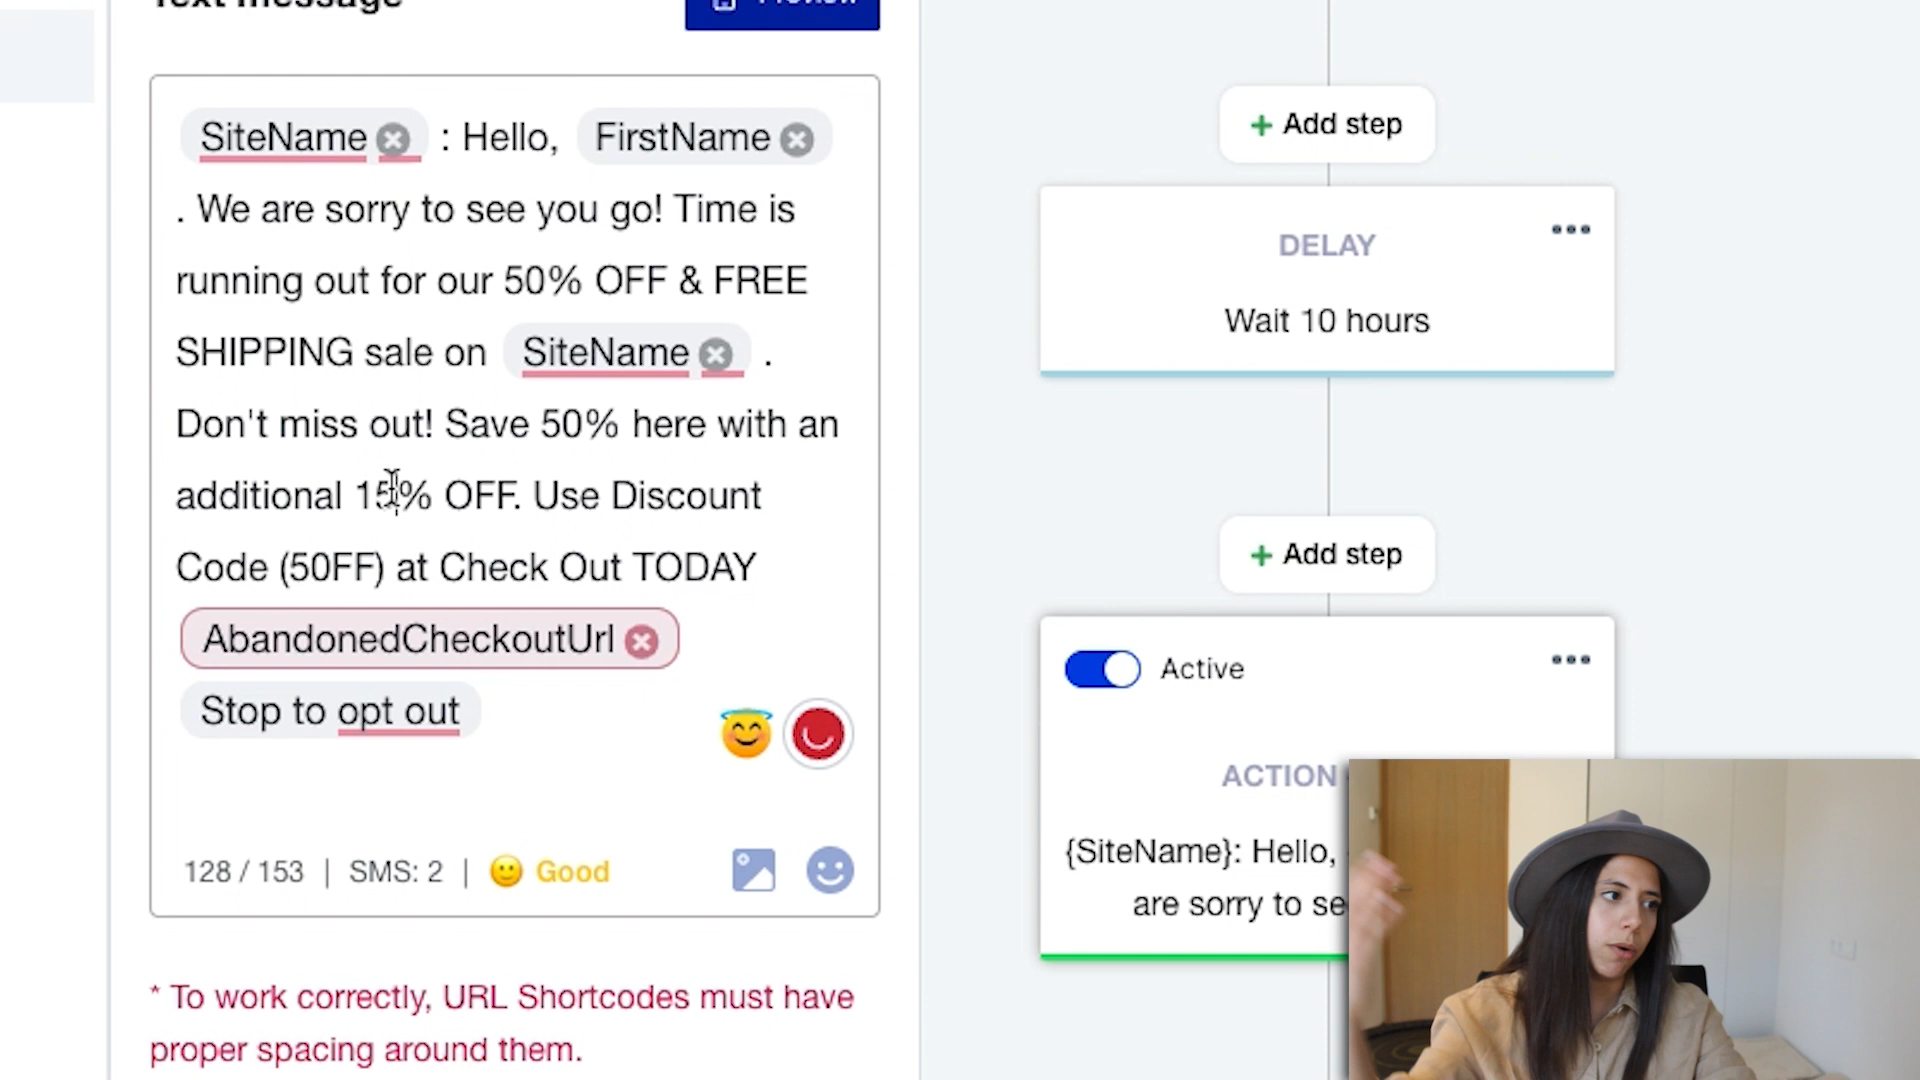 Text message
Preview
SiteName : Hello, FirstName
. We are sorry to see you go! Time is
running out for our 50% OFF & FREE
SHIPPING sale on SiteName .
Don't miss out! Save 50% here with an
additional 15% OFF. Use Discount
Code (50FF) at Check Out TODAY
AbandonedCheckoutUrl
Stop to opt out
128 / 153 | SMS: 2 | Good
* To work correctly, URL Shortcodes must have
proper spacing around them.
+ Add step
DELAY
Wait 10 hours
+ Add step
Active
ACTION
{SiteName}: Hello,
are sorry to se